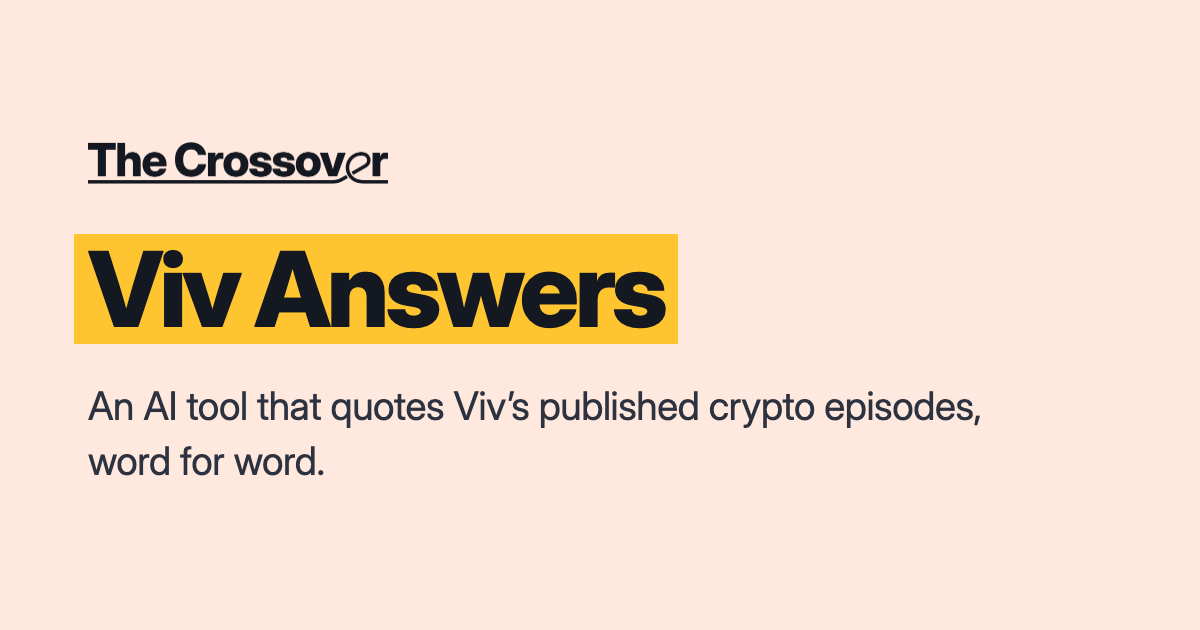 The Crossover
Viv Answers
An AI tool that quotes Viv’s published crypto episodes,
word for word.